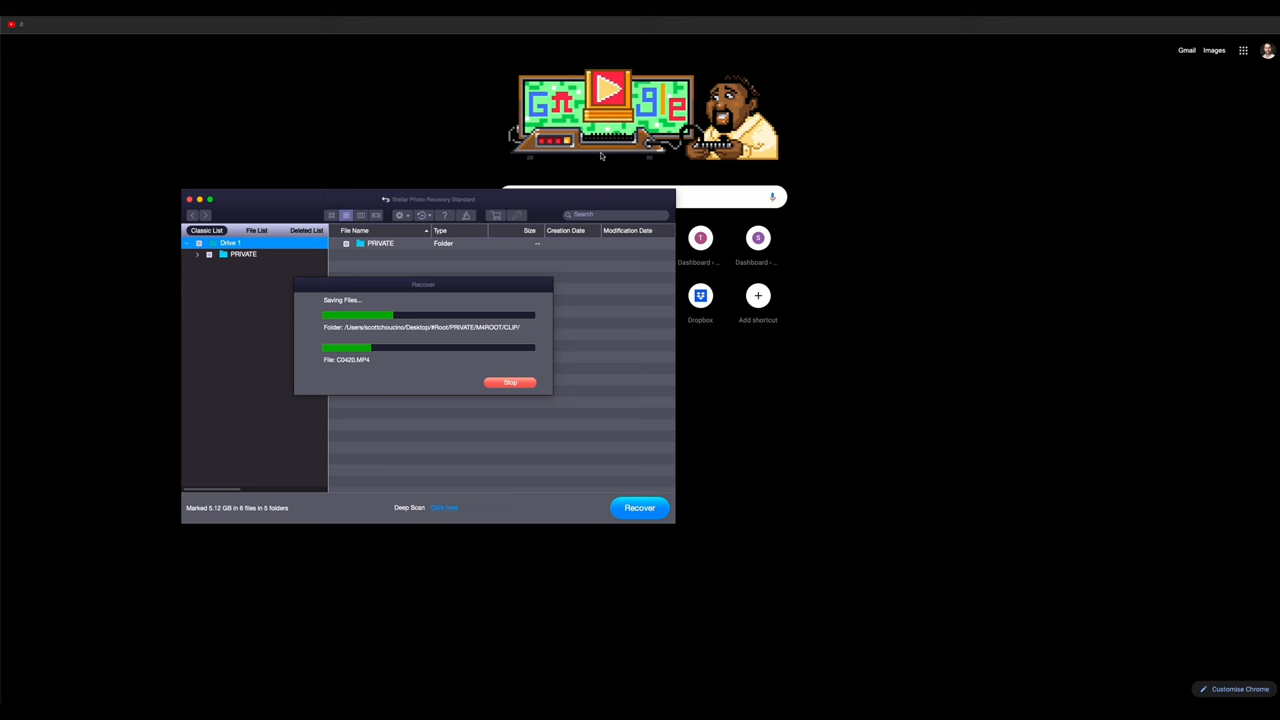 Gmail Images
Google
Stellar Photo Recovery Standard
Search
Classic List File List Deleted List
File Name Type Size Creation Date Modification Date
Drive 1
PRIVATE Folder --
PRIVATE
T S
Dashboard ‹ ... Dashboard ‹ ...
Dropbox Add shortcut
Recover
Saving Files...
Folder: /Users/scottchoucino/Desktop/#Root/PRIVATE/M4ROOT/CLIP/
File: C0420.MP4
Stop
Marked 5.12 GB in 6 files in 5 folders
Deep Scan Click here
Recover
Customise Chrome